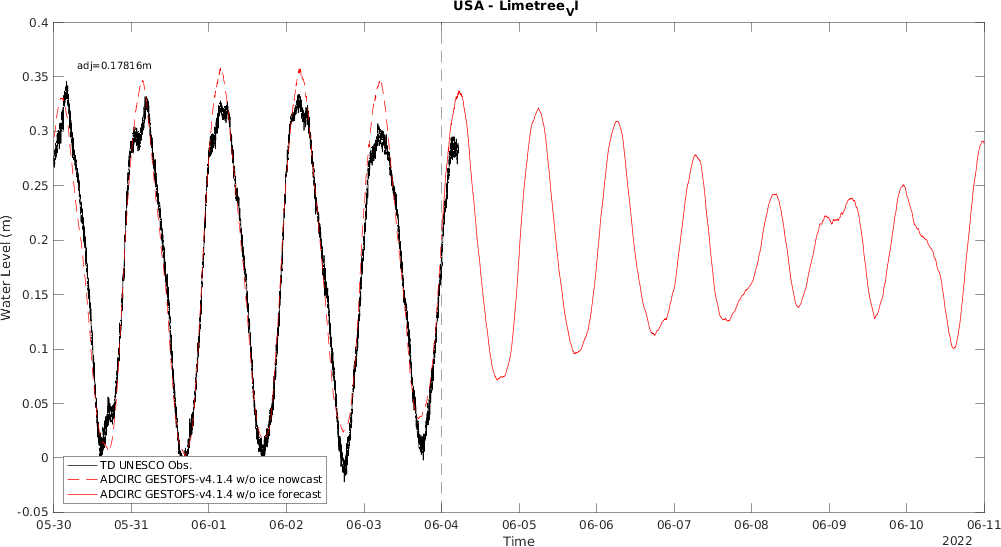 USA - Limetree_VI
adj=0.17816m
0.4
0.35
0.3
0.25
0.2
0.15
0.1
0.05
0
-0.05
Water Level (m)
TD UNESCO Obs.
ADCIRC GESTOFS-v4.1.4 w/o ice nowcast
ADCIRC GESTOFS-v4.1.4 w/o ice forecast
05-30 05-31 06-01 06-02 06-03 06-04 06-05 06-06 06-07 06-08 06-09 06-10 06-11
Time
2022